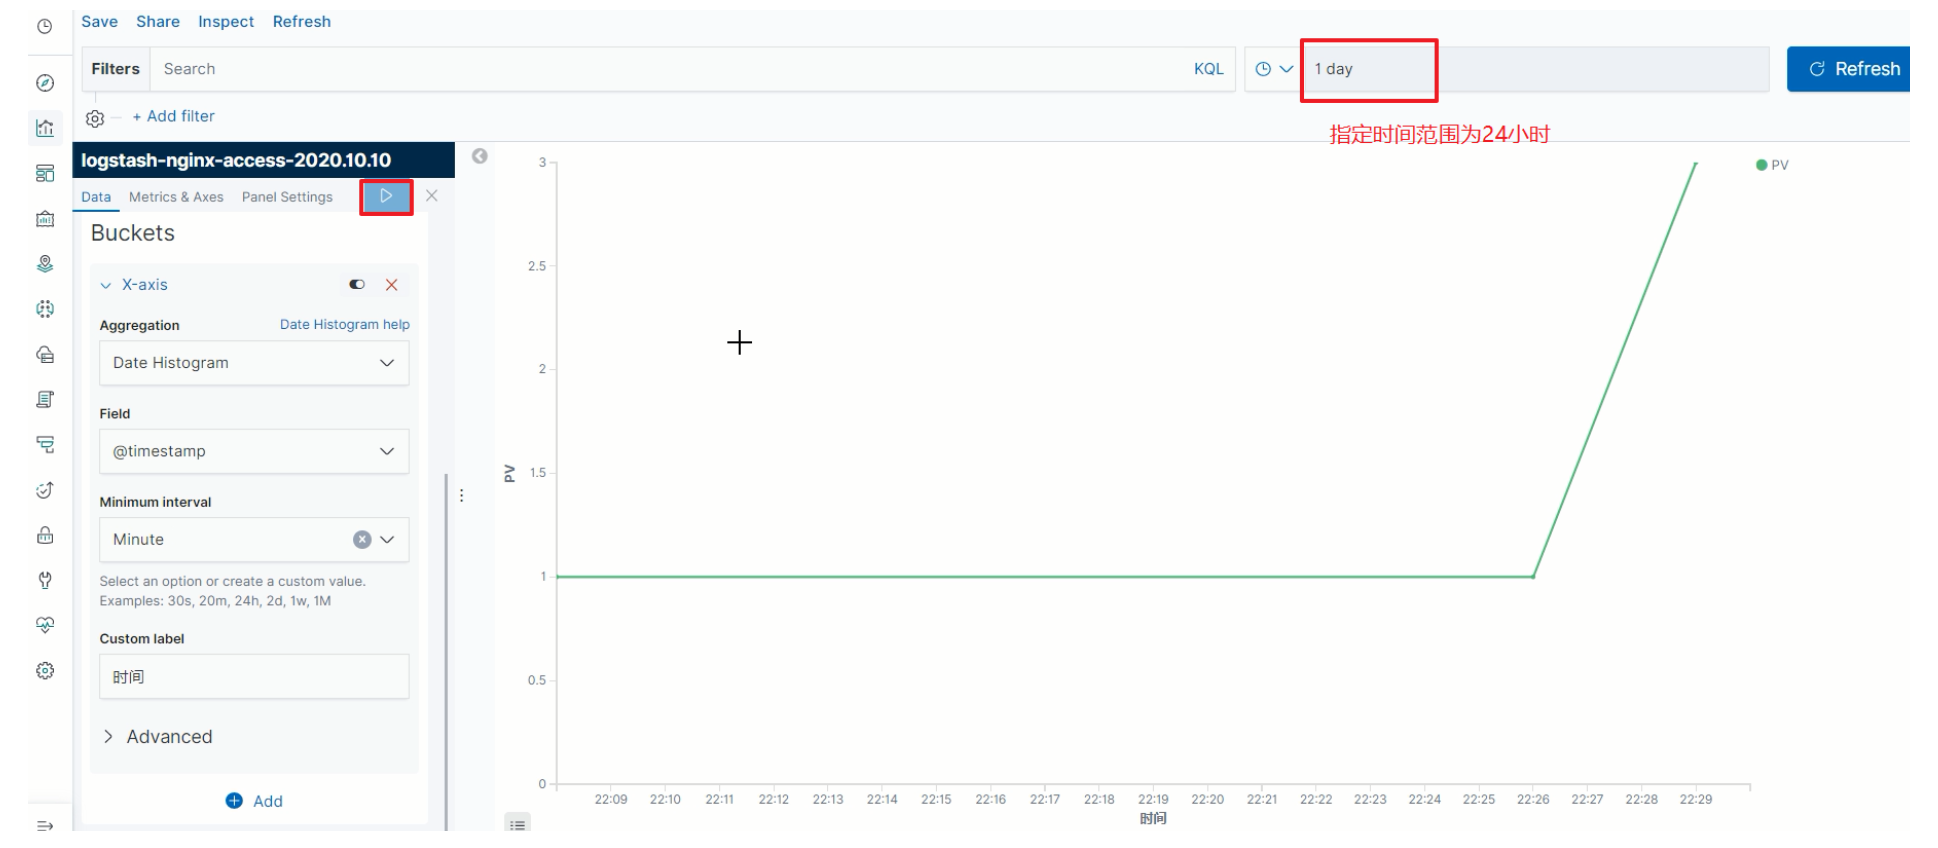 Save Share Inspect Refresh
Filters Search KQL 1 day Refresh
+ Add filter
指定时间范围为24小时
logstash-nginx-access-2020.10.10
Data Metrics & Axes Panel Settings
Buckets
X-axis
Aggregation Date Histogram help
Date Histogram
Field
@timestamp
Minimum interval
Minute
Select an option or create a custom value.
Examples: 30s, 20m, 24h, 2d, 1w, 1M
Custom label
时间
Advanced
Add
PV
3
2.5
2
1.5
1
0.5
0
PV
22:09 22:10 22:11 22:12 22:13 22:14 22:15 22:16 22:17 22:18 22:19 22:20 22:21 22:22 22:23 22:24 22:25 22:26 22:27 22:28 22:29
时间